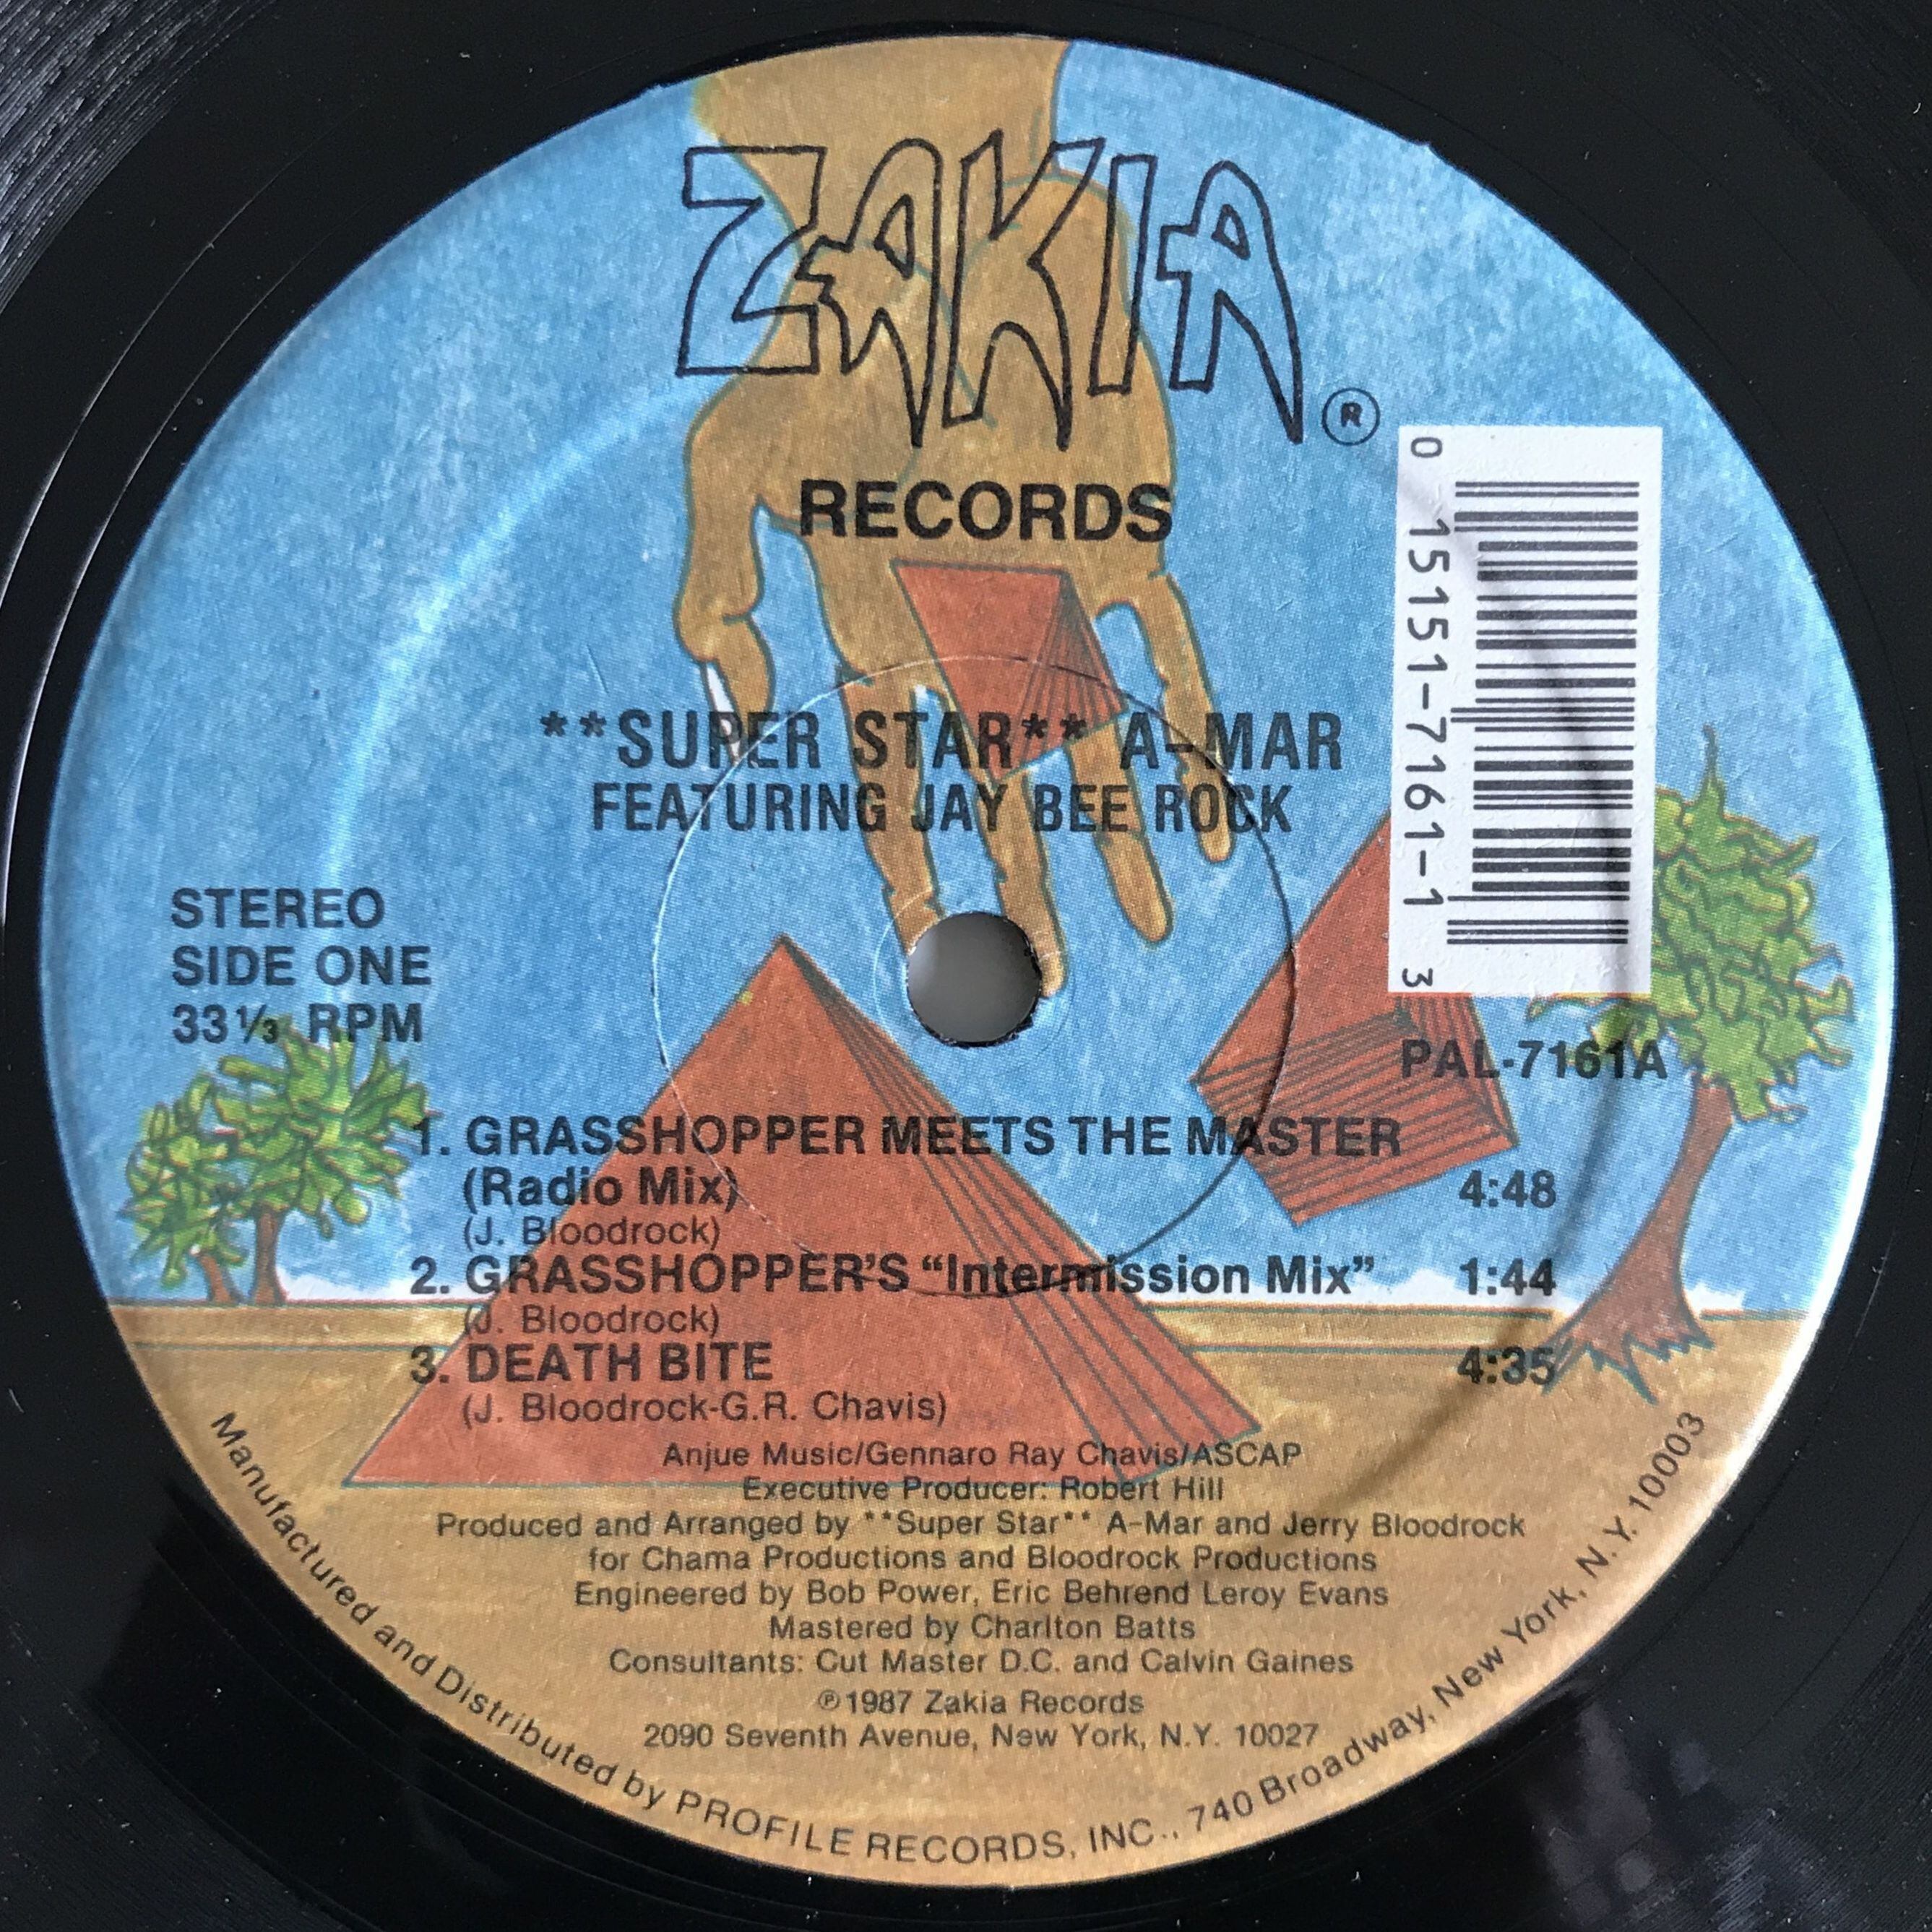 ZAKIA®
RECORDS
0 15151-7161-1 3
**SUPER STAR** A-MAR
FEATURING JAY BEE ROCK
STEREO
SIDE ONE
33⅓ RPM
PAL-7161A
1. GRASSHOPPER MEETS THE MASTER
(Radio Mix) 4:48
(J. Bloodrock)
2. GRASSHOPPER'S “Intermission Mix” 1:44
(J. Bloodrock)
3. DEATH BITE 4:35
(J. Bloodrock-G.R. Chavis)
Anjue Music/Gennaro Ray Chavis/ASCAP
Executive Producer: Robert Hill
Produced and Arranged by **Super Star** A-Mar and Jerry Bloodrock
for Chama Productions and Bloodrock Productions
Engineered by Bob Power, Eric Behrend Leroy Evans
Mastered by Charlton Batts
Consultants: Cut Master D.C. and Calvin Gaines
℗1987 Zakia Records
2090 Seventh Avenue, New York, N.Y. 10027
Manufactured and Distributed by PROFILE RECORDS, INC., 740 Broadway, New York, N.Y. 10003